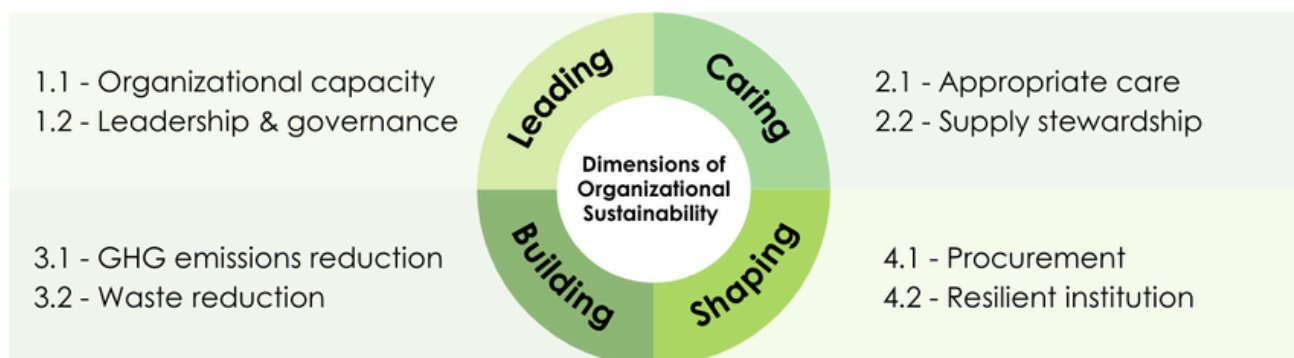 1.1 - Organizational capacity
1.2 - Leadership & governance
Leading
Caring
2.1 - Appropriate care
2.2 - Supply stewardship
Dimensions of
Organizational
Sustainability
3.1 - GHG emissions reduction
3.2 - Waste reduction
Building
Shaping
4.1 - Procurement
4.2 - Resilient institution